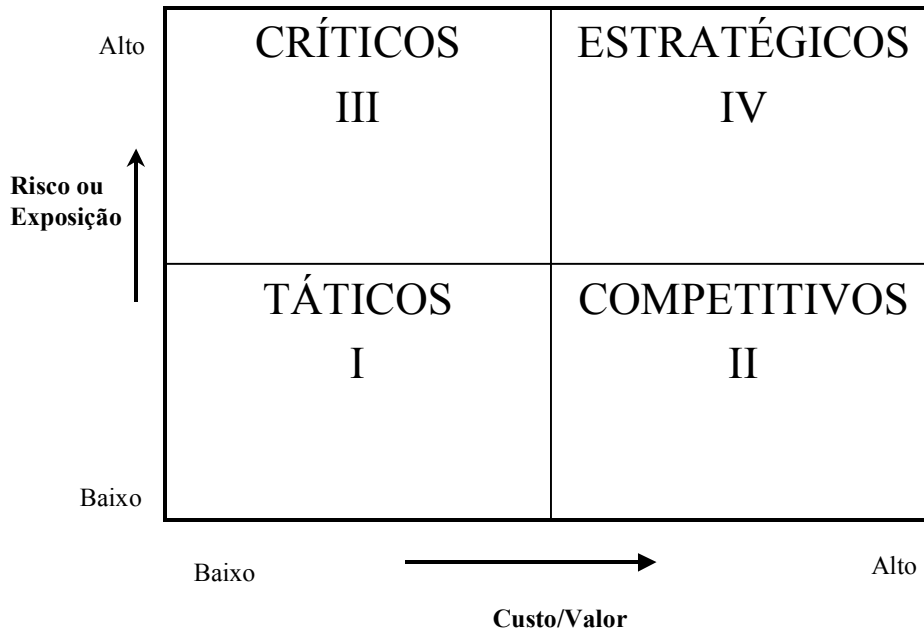 Alto
CRÍTICOS
III
ESTRATÉGICOS
IV
Risco ou
Exposição
TÁTICOS
I
COMPETITIVOS
II
Baixo
Baixo
Alto
Custo/Valor